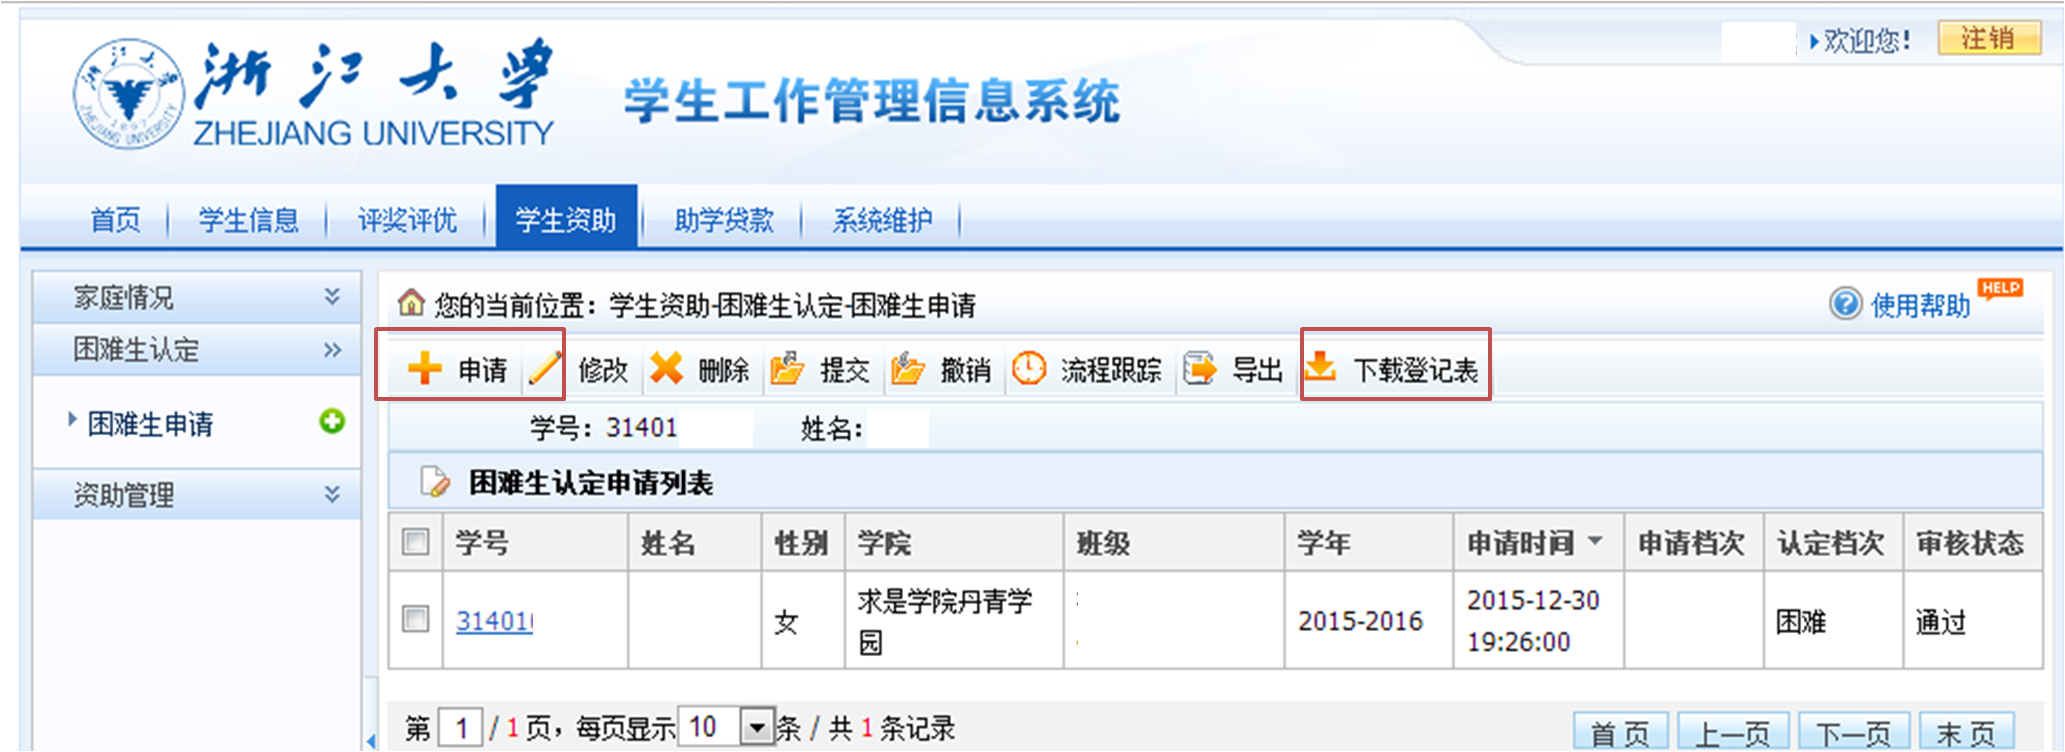 欢迎您!
注销
浙江大学
ZHEJIANG UNIVERSITY
学生工作管理信息系统
首页 学生信息 评奖评优 学生资助 助学贷款 系统维护
家庭情况
困难生认定
困难生申请
资助管理
您的当前位置：学生资助-困难生认定-困难生申请
使用帮助 HELP
申请 修改 删除 提交 撤销 流程跟踪 导出 下载登记表
学号：31401 姓名：
困难生认定申请列表
学号 姓名 性别 学院 班级 学年 申请时间 申请档次 认定档次 审核状态
31401 女 求是学院丹青学园 2015-2016 2015-12-30 19:26:00 困难 通过
第 1 / 1 页，每页显示 10 条 / 共 1 条记录
首页 上一页 下一页 末页